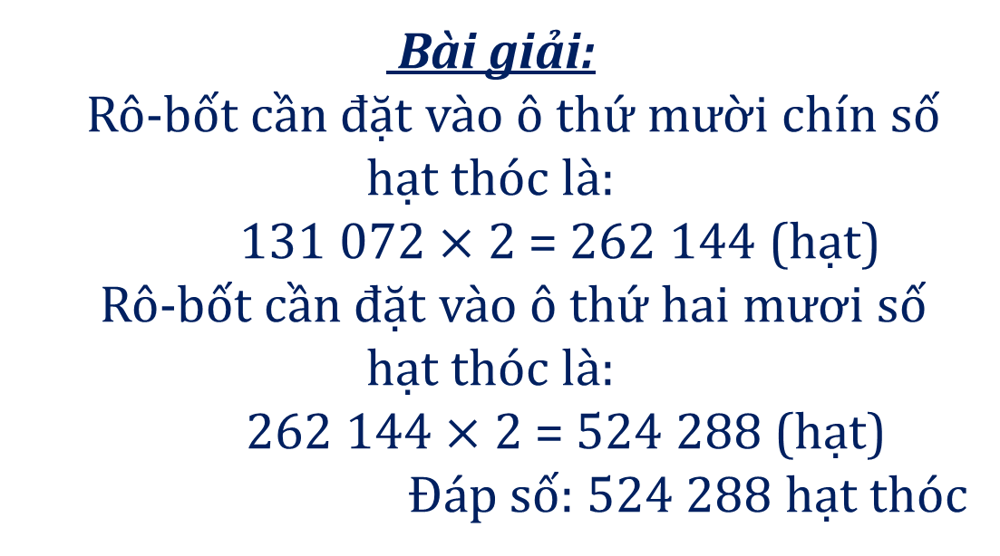 Bài giải:
Rô-bốt cần đặt vào ô thứ mười chín số
hạt thóc là:
131 072 × 2 = 262 144 (hạt)
Rô-bốt cần đặt vào ô thứ hai mươi số
hạt thóc là:
262 144 × 2 = 524 288 (hạt)
Đáp số: 524 288 hạt thóc